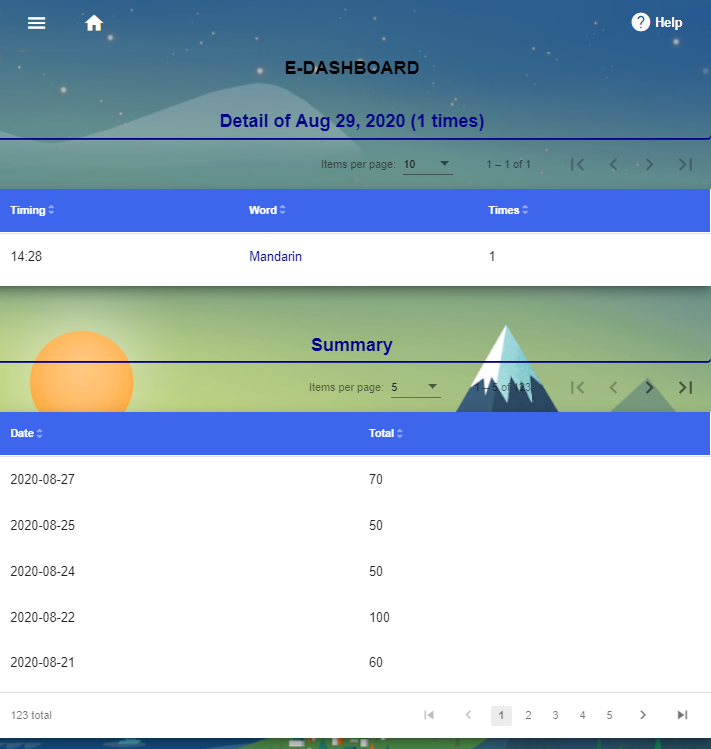 Help
E-DASHBOARD
Detail of Aug 29, 2020 (1 times)
Items per page: 10 1 – 1 of 1
Timing Word Times
14:28 Mandarin 1
Summary
Items per page: 5 1 – 5 of 123
Date Total
2020-08-27 70
2020-08-25 50
2020-08-24 50
2020-08-22 100
2020-08-21 60
123 total 1 2 3 4 5